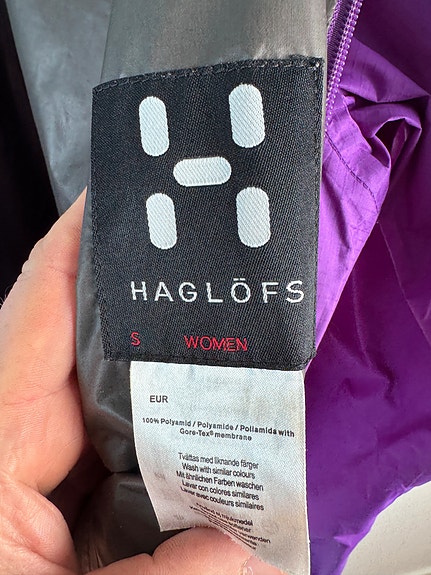 HAGLÖFS
S WOMEN
EUR
100% Polyamid / Polyamide / Poliamida with
Gore-Tex® membrane
Tvättas med liknande färger
Wash with similar colours
Mit ähnlichen Farben waschen
Lavar con colores similares
Laver avec couleurs similaires